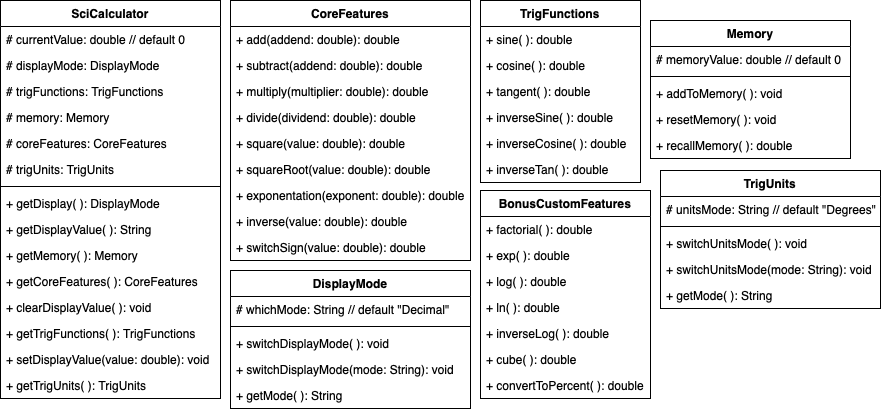 SciCalculator
# currentValue: double // default 0
# displayMode: DisplayMode
# trigFunctions: TrigFunctions
# memory: Memory
# coreFeatures: CoreFeatures
# trigUnits: TrigUnits
+ getDisplay( ): DisplayMode
+ getDisplayValue( ): String
+ getMemory( ): Memory
+ getCoreFeatures( ): CoreFeatures
+ clearDisplayValue( ): void
+ getTrigFunctions( ): TrigFunctions
+ setDisplayValue(value: double): void
+ getTrigUnits( ): TrigUnits
CoreFeatures
+ add(addend: double): double
+ subtract(addend: double): double
+ multiply(multiplier: double): double
+ divide(dividend: double): double
+ square(value: double): double
+ squareRoot(value: double): double
+ exponentation(exponent: double): double
+ inverse(value: double): double
+ switchSign(value: double): double
DisplayMode
# whichMode: String // default "Decimal"
+ switchDisplayMode( ): void
+ switchDisplayMode(mode: String): void
+ getMode( ): String
TrigFunctions
+ sine( ): double
+ cosine( ): double
+ tangent( ): double
+ inverseSine( ): double
+ inverseCosine( ): double
+ inverseTan( ): double
BonusCustomFeatures
+ factorial( ): double
+ exp( ): double
+ log( ): double
+ ln( ): double
+ inverseLog( ): double
+ cube( ): double
+ convertToPercent( ): double
Memory
# memoryValue: double // default 0
+ addToMemory( ): void
+ resetMemory( ): void
+ recallMemory( ): double
TrigUnits
# unitsMode: String // default "Degrees"
+ switchUnitsMode( ): void
+ switchUnitsMode(mode: String): void
+ getMode( ): String